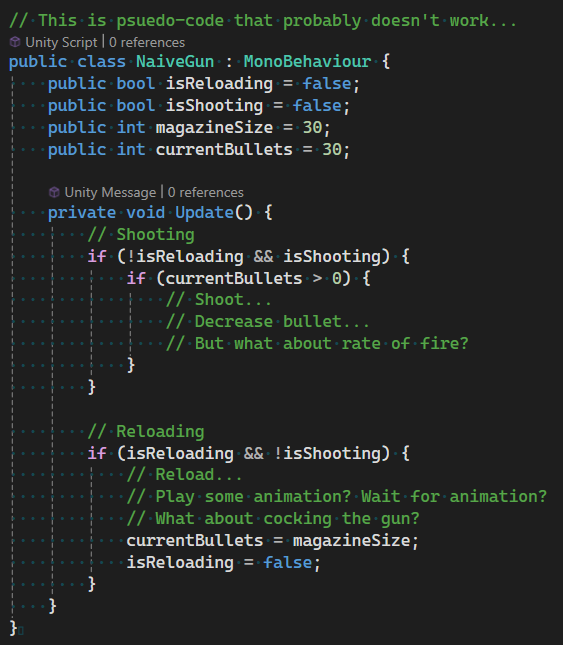 // This is psuedo-code that probably doesn't work...
Unity Script | 0 references
public class NaiveGun : MonoBehaviour {
    public bool isReloading = false;
    public bool isShooting = false;
    public int magazineSize = 30;
    public int currentBullets = 30;

    Unity Message | 0 references
    private void Update() {
        // Shooting
        if (!isReloading && isShooting) {
            if (currentBullets > 0) {
                // Shoot...
                // Decrease bullet...
                // But what about rate of fire?
            }
        }

        // Reloading
        if (isReloading && !isShooting) {
            // Reload...
            // Play some animation? Wait for animation?
            // What about cocking the gun?
            currentBullets = magazineSize;
            isReloading = false;
        }
    }
}